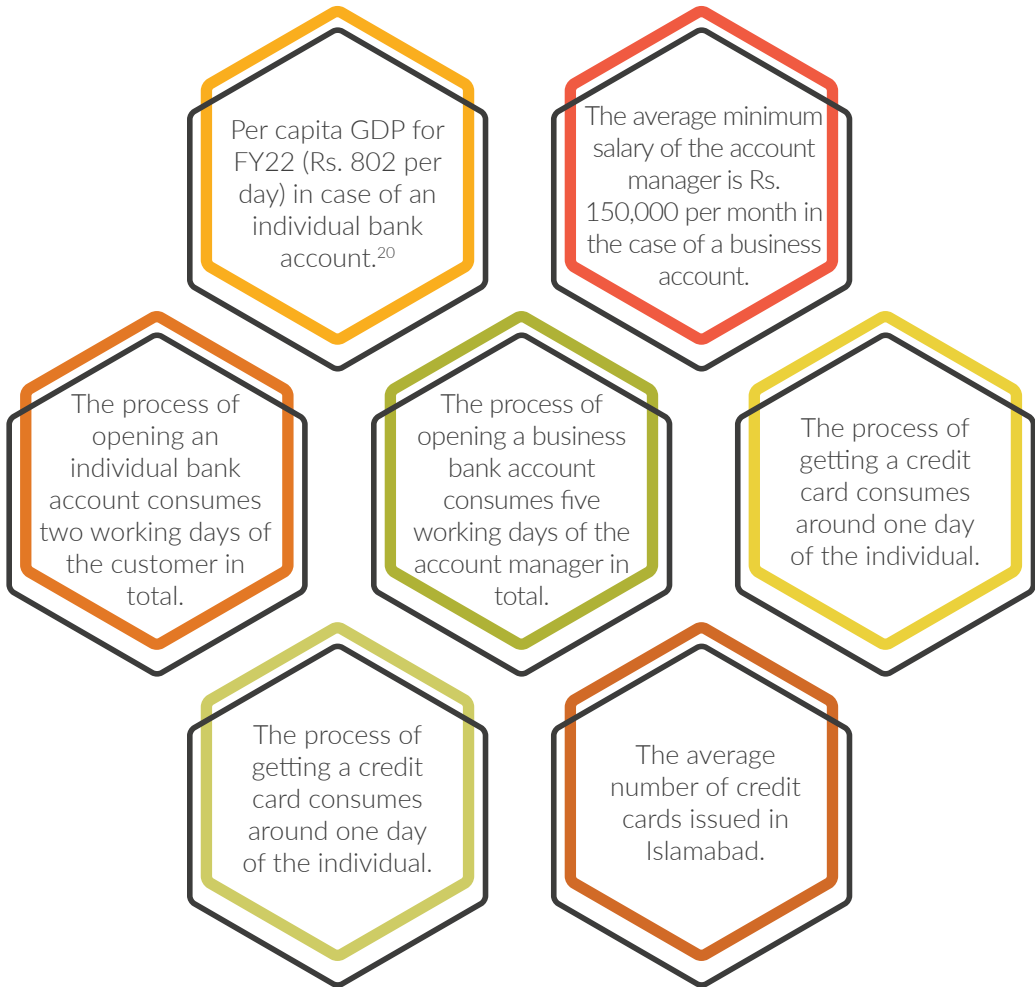 Per capita GDP for
FY22 (Rs. 802 per
day) in case of an
individual bank
account.20
The average minimum
salary of the account
manager is Rs.
150,000 per month in
the case of a business
account.
The process of
opening an
individual bank
account consumes
two working days of
the customer in
total.
The process of
opening a business
bank account
consumes five
working days of the
account manager in
total.
The process of
getting a credit
card consumes
around one day
of the individual.
The process of
getting a credit
card consumes
around one day
of the individual.
The average
number of credit
cards issued in
Islamabad.